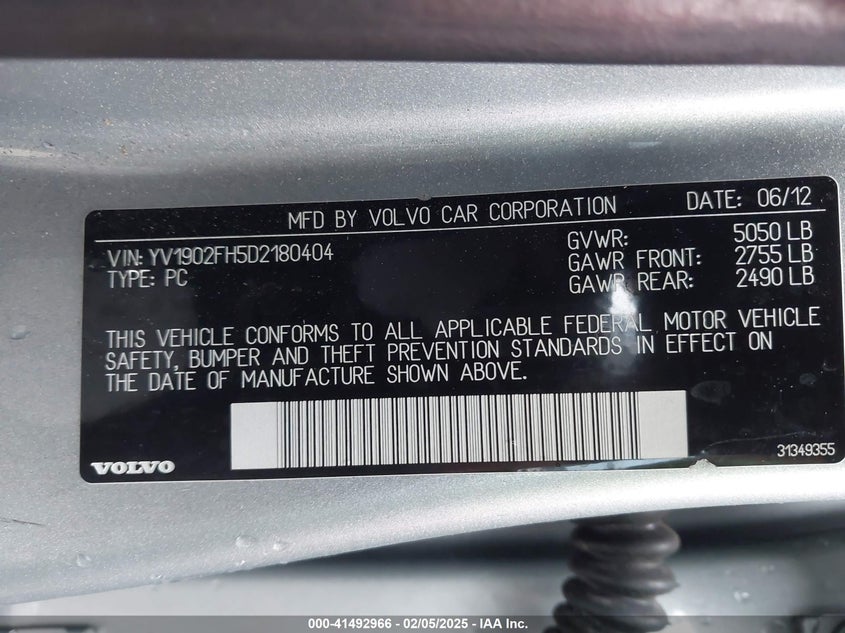 MFD BY VOLVO CAR CORPORATION DATE: 06/12
VIN: YV1902FH5D2180404 GVWR: 5050 LB
TYPE: PC GAWR FRONT: 2755 LB
GAWR REAR: 2490 LB
THIS VEHICLE CONFORMS TO ALL APPLICABLE FEDERAL MOTOR VEHICLE
SAFETY, BUMPER AND THEFT PREVENTION STANDARDS IN EFFECT ON
THE DATE OF MANUFACTURE SHOWN ABOVE.
VOLVO 31349355
000-41492966 - 02/05/2025 - IAA Inc.